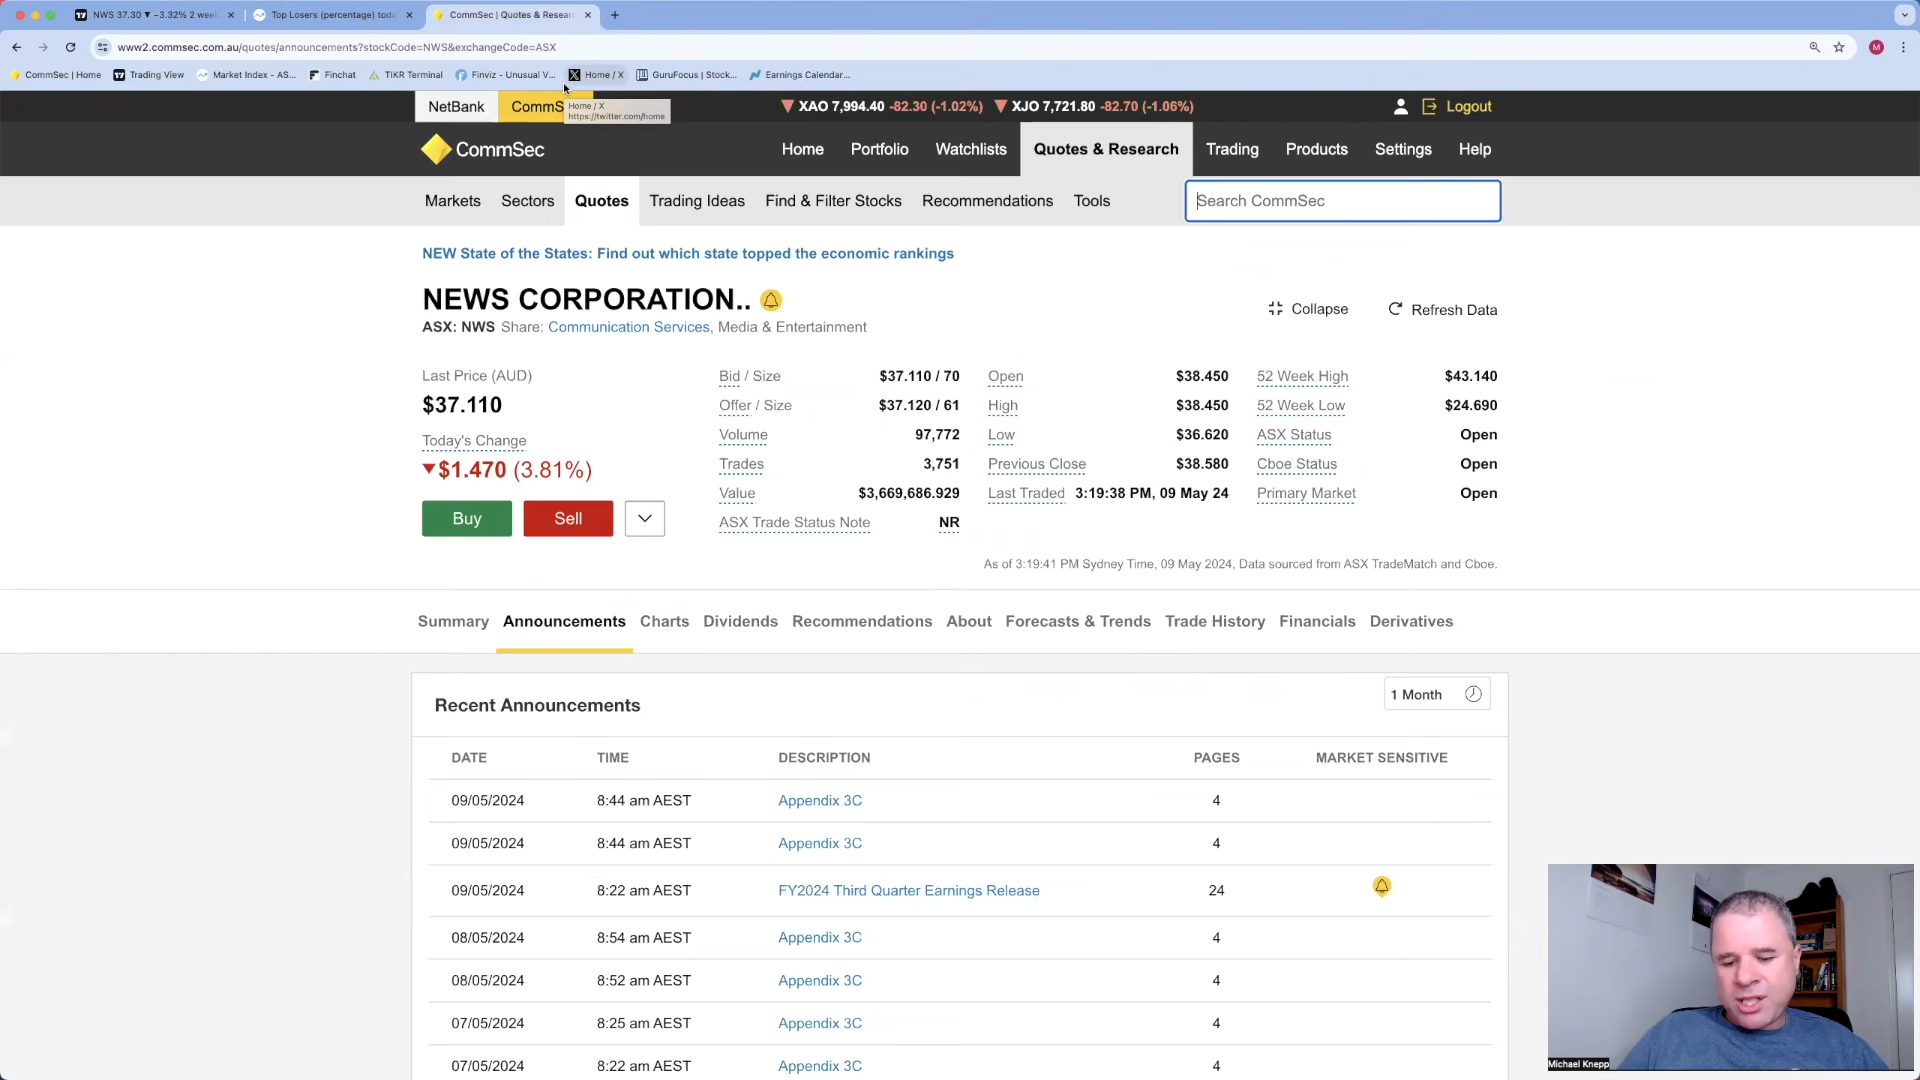 NWS 37.30 ▼ −3.32% 2 wee
Top Losers (percentage) tod
CommSec | Quotes & Resear
www2.commsec.com.au/quotes/announcements?stockCode=NWS&exchangeCode=ASX
M
CommSec | Home
Trading View
Market Index - AS...
Finchat
TIKR Terminal
Finviz - Unusual V...
Home / X
GuruFocus | Stock...
Earnings Calendar...
NetBank
CommS
Home / X
https://twitter.com/home
XAO 7,994.40 -82.30 (-1.02%)
XJO 7,721.80 -82.70 (-1.06%)
Logout
CommSec
Home
Portfolio
Watchlists
Quotes & Research
Trading
Products
Settings
Help
Markets
Sectors
Quotes
Trading Ideas
Find & Filter Stocks
Recommendations
Tools
Search CommSec
NEW State of the States: Find out which state topped the economic rankings
NEWS CORPORATION..
Collapse
Refresh Data
ASX: NWS Share: Communication Services, Media & Entertainment
Last Price (AUD)
$37.110
Today's Change
▼$1.470 (3.81%)
Buy
Sell
Bid / Size $37.110 / 70
Offer / Size $37.120 / 61
Volume 97,772
Trades 3,751
Value $3,669,686.929
ASX Trade Status Note NR
Open $38.450
High $38.450
Low $36.620
Previous Close $38.580
Last Traded 3:19:38 PM, 09 May 24
52 Week High $43.140
52 Week Low $24.690
ASX Status Open
Cboe Status Open
Primary Market Open
As of 3:19:41 PM Sydney Time, 09 May 2024, Data sourced from ASX TradeMatch and Cboe.
Summary
Announcements
Charts
Dividends
Recommendations
About
Forecasts & Trends
Trade History
Financials
Derivatives
Recent Announcements
1 Month
DATE TIME DESCRIPTION PAGES MARKET SENSITIVE
09/05/2024 8:44 am AEST Appendix 3C 4
09/05/2024 8:44 am AEST Appendix 3C 4
09/05/2024 8:22 am AEST FY2024 Third Quarter Earnings Release 24
08/05/2024 8:54 am AEST Appendix 3C 4
08/05/2024 8:52 am AEST Appendix 3C 4
07/05/2024 8:25 am AEST Appendix 3C 4
07/05/2024 8:22 am AEST Appendix 3C 4
Michael Knepp